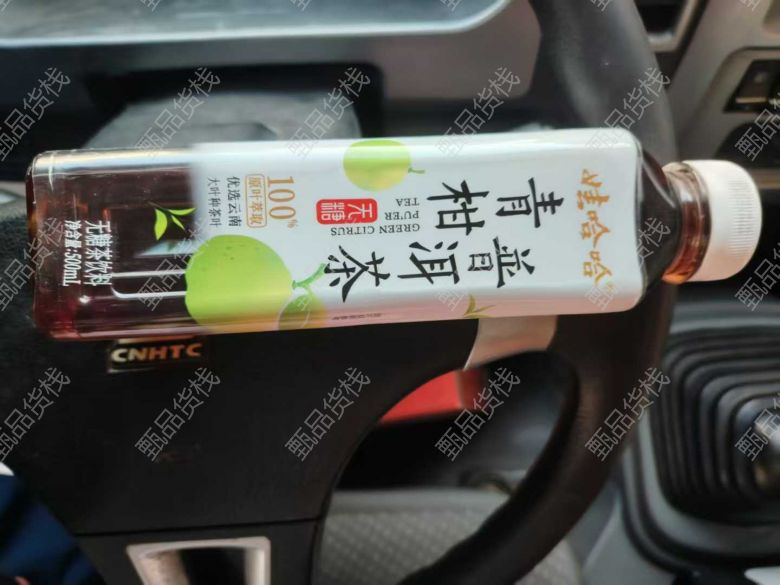 娃哈哈®
青柑
普洱茶
GREEN CITRUS
PU'ER
TEA
无糖
100%
原叶萃取
优选云南
大叶种茶叶
无糖茶饮料
净含量:500mL
CNHTC
甄品货栈